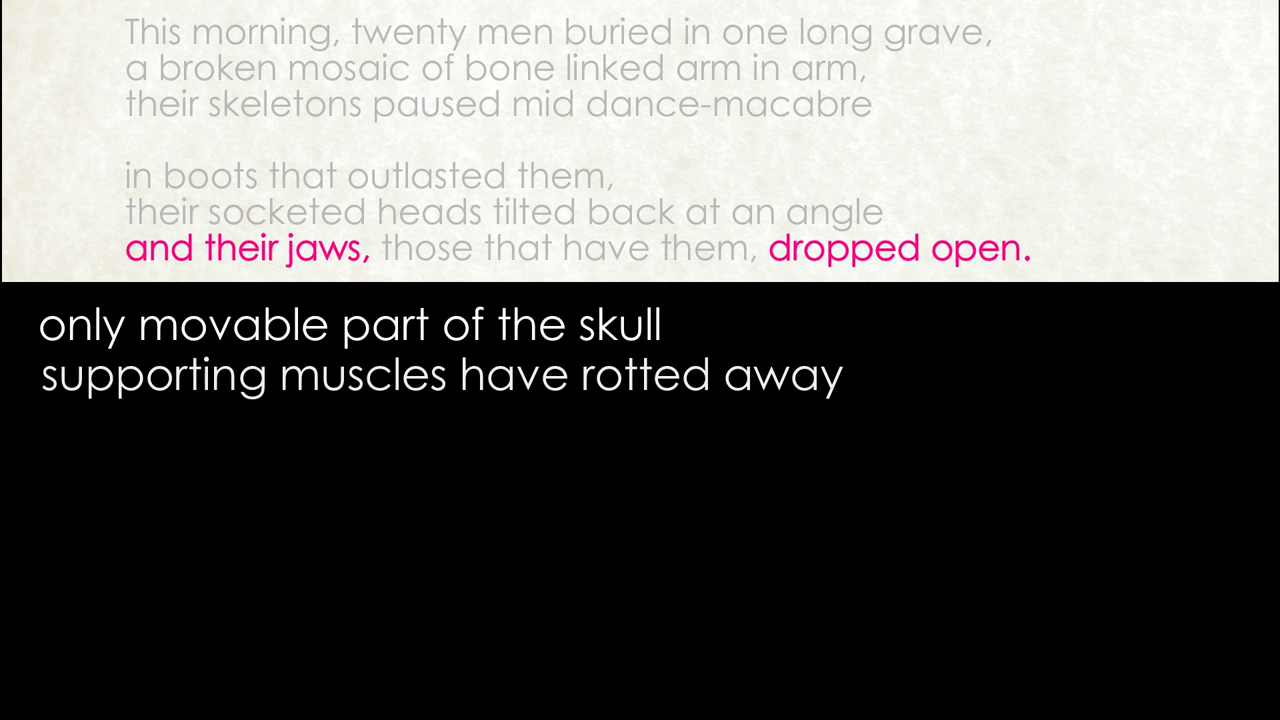 This morning, twenty men buried in one long grave,
a broken mosaic of bone linked arm in arm,
their skeletons paused mid dance-macabre
in boots that outlasted them,
their socketed heads tilted back at an angle
and their jaws, those that have them, dropped open.
only movable part of the skull
supporting muscles have rotted away